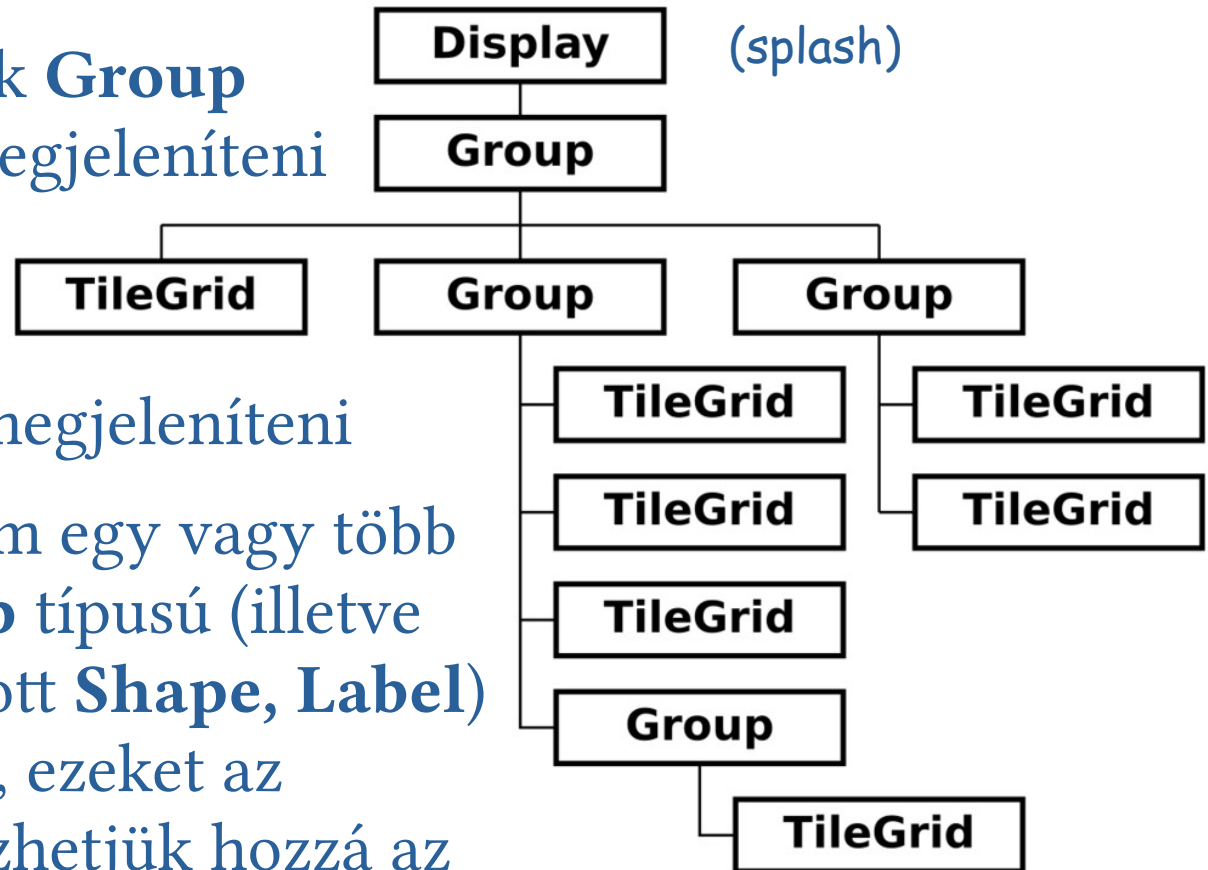 Display
(splash)
k Group
egjeleníteni
Group
TileGrid
Group
Group
TileGrid
TileGrid
megjeleníteni
TileGrid
TileGrid
m egy vagy több
típusú (illetve
TileGrid
ott Shape, Label)
Group
, ezeket az
zhetjük hozzá az
TileGrid